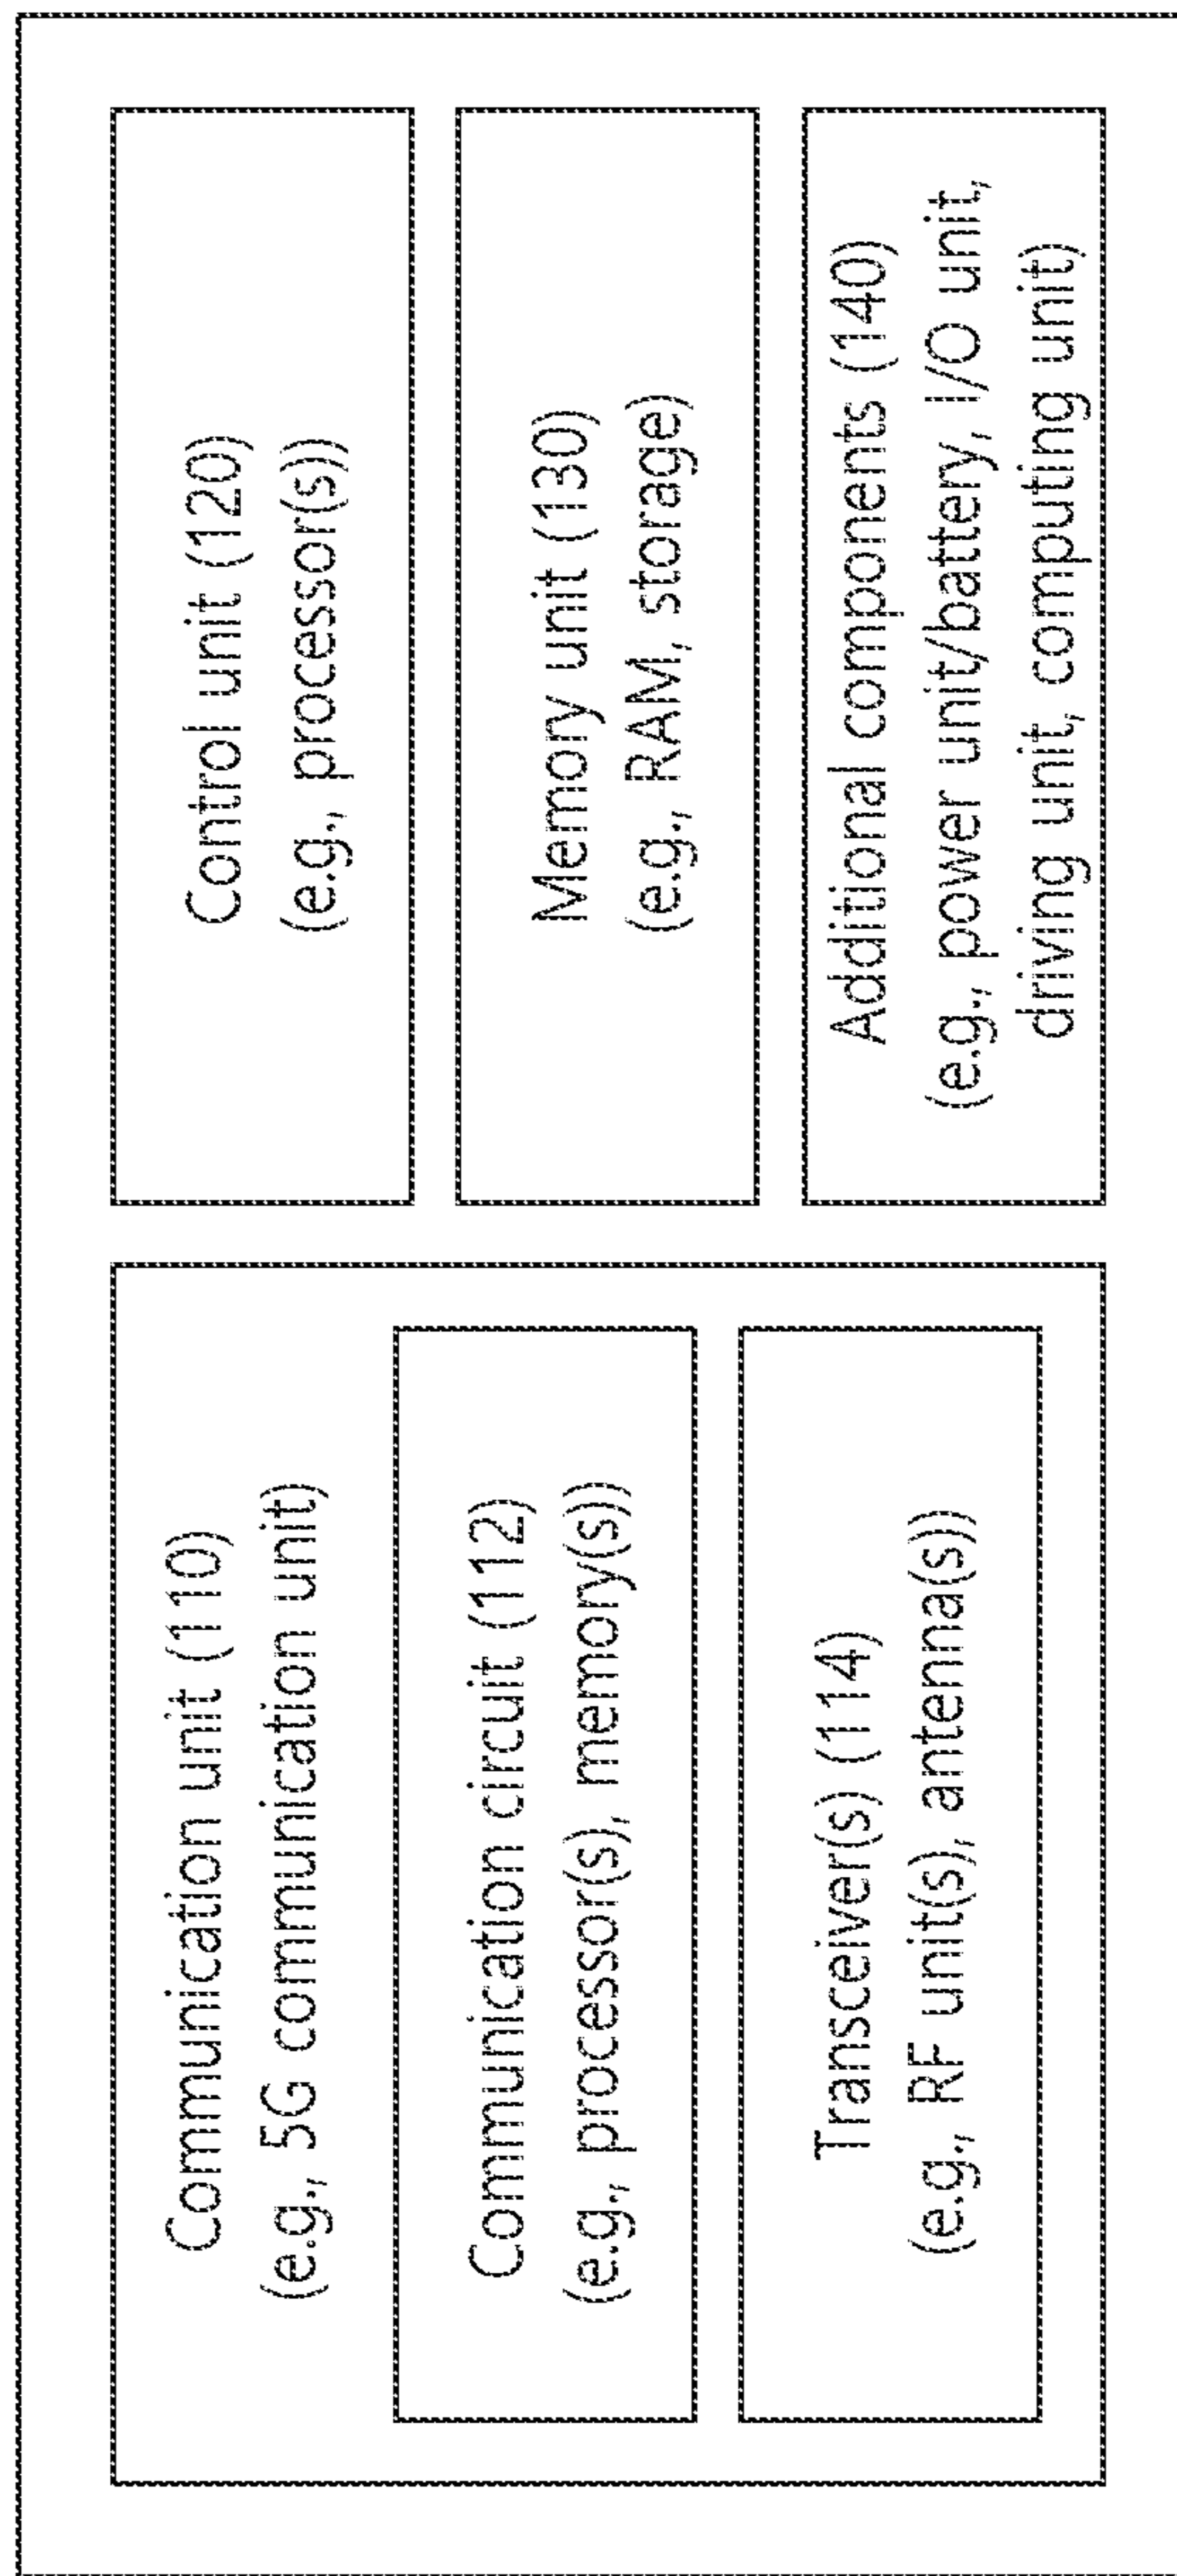 Communication unit (110)
(e.g., 5G communication unit)
Communication circuit (112)
(e.g., processor(s), memory(s))
Transceiver(s) (114)
(e.g., RF unit(s), antenna(s))
Control unit (120)
(e.g., processor(s))
Memory unit (130)
(e.g., RAM, storage)
Additional components (140)
(e.g., power unit/battery, I/O unit,
driving unit, computing unit)